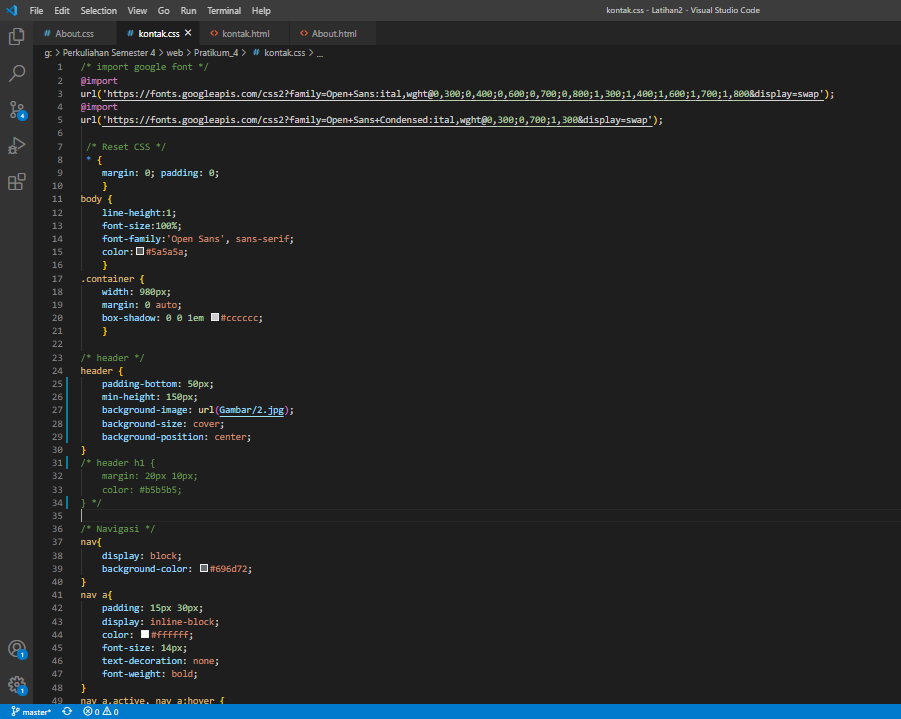 File Edit Selection View Go Run Terminal Help kontak.css - Latihan2 - Visual Studio Code
# About.css # kontak.css × <> kontak.html <> About.html
g: > Perkuliahan Semester 4 > web > Pratikum_4 > # kontak.css > ...
1 /* import google font */
2 @import
3 url('https://fonts.googleapis.com/css2?family=Open+Sans:ital,wght@0,300;0,400;0,600;0,700;0,800;1,300;1,400;1,600;1,700;1,800&display=swap');
4 @import
5 url('https://fonts.googleapis.com/css2?family=Open+Sans+Condensed:ital,wght@0,300;0,700;1,300&display=swap');
6
7 /* Reset CSS */
8 * {
9 margin: 0; padding: 0;
10 }
11 body {
12 line-height:1;
13 font-size:100%;
14 font-family:'Open Sans', sans-serif;
15 color:#5a5a5a;
16 }
17 .container {
18 width: 980px;
19 margin: 0 auto;
20 box-shadow: 0 0 1em #cccccc;
21 }
22
23 /* header */
24 header {
25 padding-bottom: 50px;
26 min-height: 150px;
27 background-image: url(Gambar/2.jpg);
28 background-size: cover;
29 background-position: center;
30 }
31 /* header h1 {
32 margin: 20px 10px;
33 color: #b5b5b5;
34 } */
35
36 /* Navigasi */
37 nav{
38 display: block;
39 background-color: #696d72;
40 }
41 nav a{
42 padding: 15px 30px;
43 display: inline-block;
44 color: #ffffff;
45 font-size: 14px;
46 text-decoration: none;
47 font-weight: bold;
48 }
49 nav a.active, nav a:hover {
4
1
1
master* 0 0